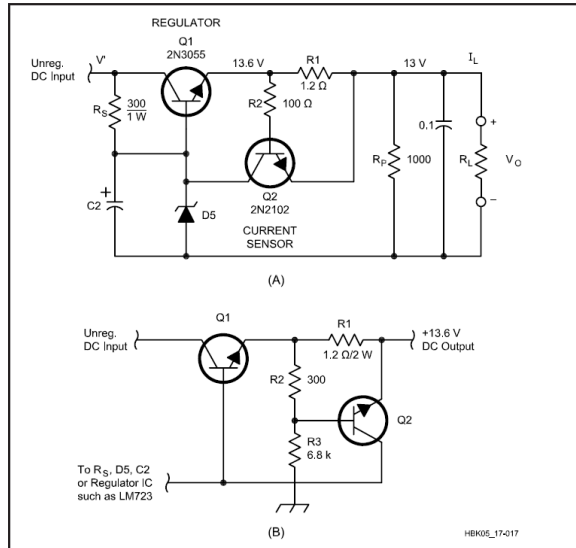 REGULATOR
Q1
2N3055
Unreg.
DC Input
V'
13.6 V
R1
1.2 Ω
13 V
I_L
R_S
300
1 W
R2
100 Ω
0.1
+
C2
+
D5
Q2
2N2102
CURRENT
SENSOR
R_P
1000
R_L
V_O
–
(A)
Q1
Unreg.
DC Input
R1
1.2 Ω/2 W
+13.6 V
DC Output
R2
300
Q2
R3
6.8 k
To R_S, D5, C2
or Regulator IC
such as LM723
(B)
HBK05_17-017